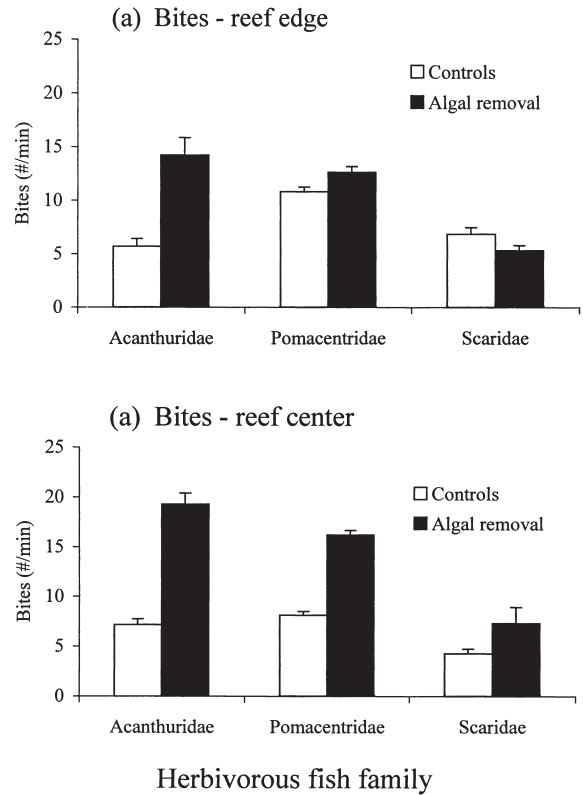 (a) Bites - reef edge
25
20
15
10
5
0
Bites (#/min)
Controls
Algal removal
Acanthuridae Pomacentridae Scaridae
(a) Bites - reef center
25
20
15
10
5
0
Bites (#/min)
Controls
Algal removal
Acanthuridae Pomacentridae Scaridae
Herbivorous fish family